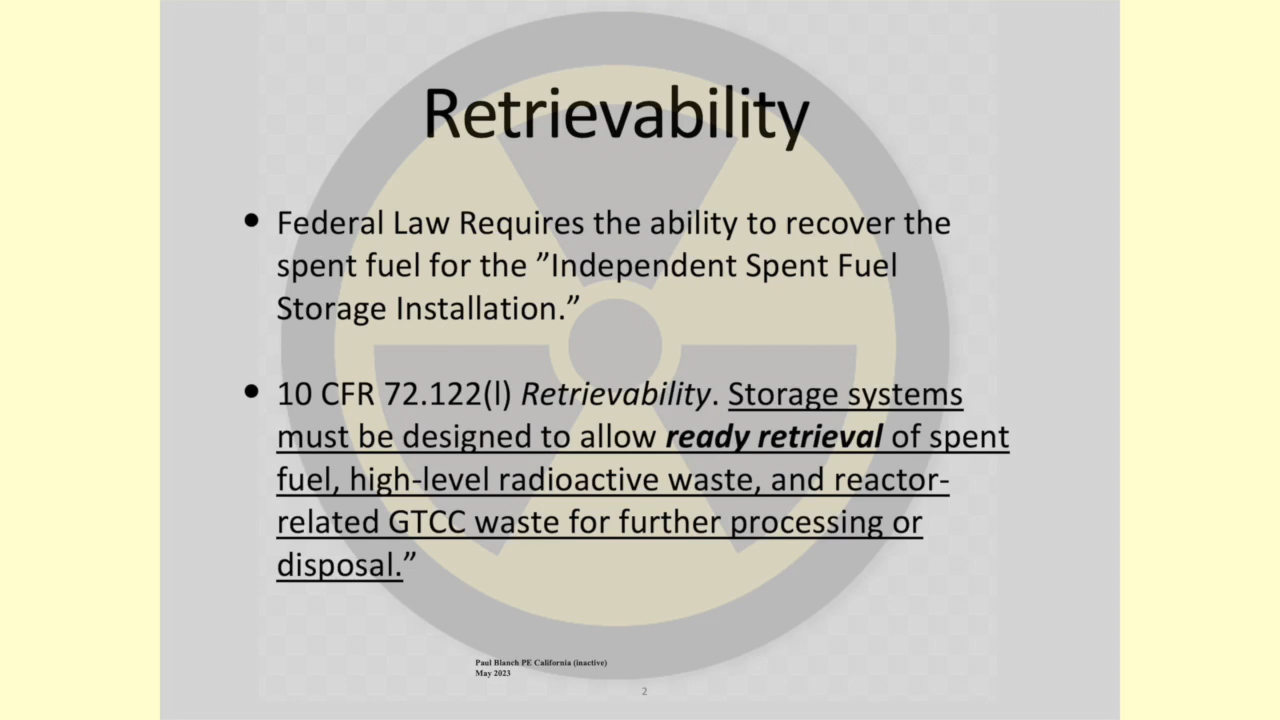 Retrievability
• Federal Law Requires the ability to recover the
spent fuel for the ”Independent Spent Fuel
Storage Installation.”
• 10 CFR 72.122(l) Retrievability. Storage systems
must be designed to allow ready retrieval of spent
fuel, high-level radioactive waste, and reactor-
related GTCC waste for further processing or
disposal.”
Paul Blanch PE California (inactive)
May 2023
2